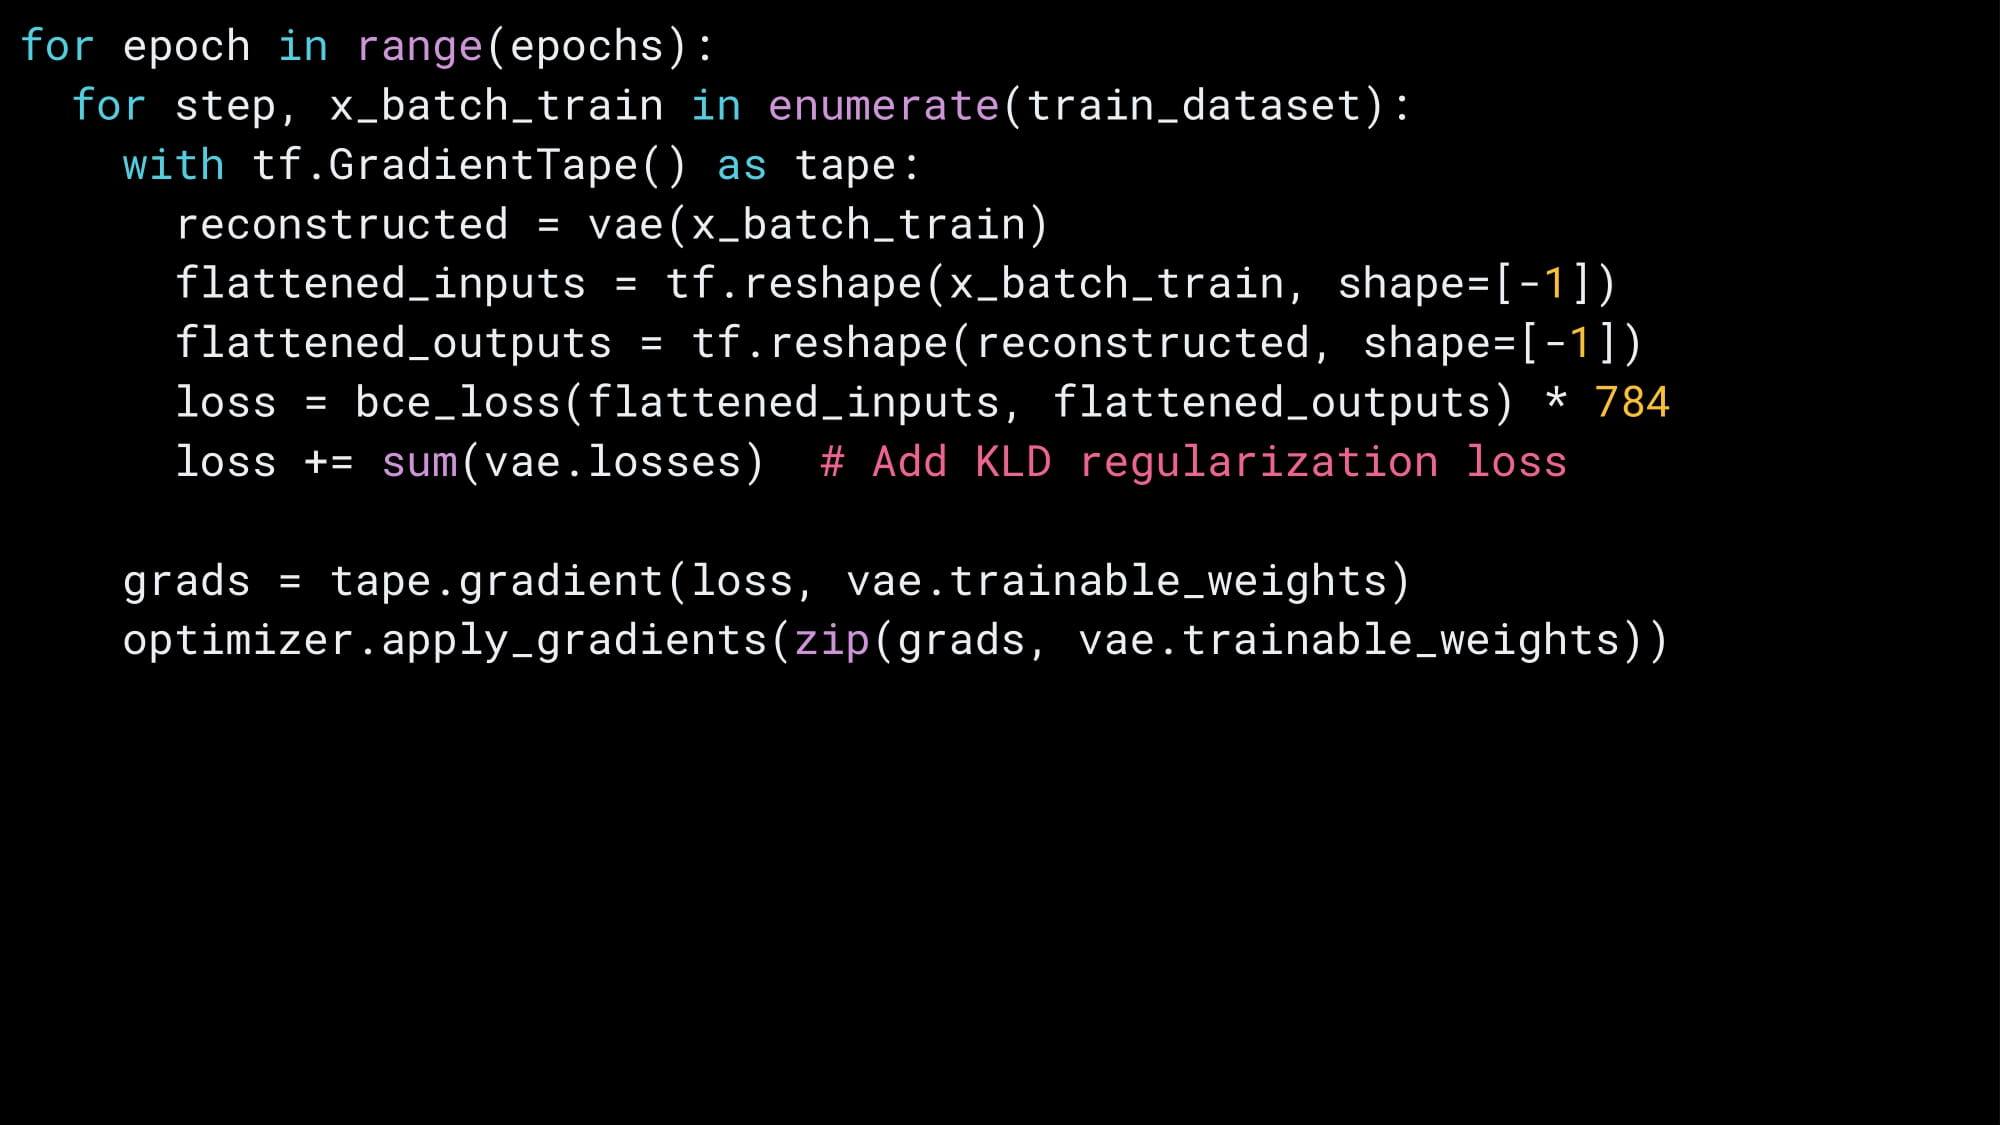 for epoch in range(epochs):
  for step, x_batch_train in enumerate(train_dataset):
    with tf.GradientTape() as tape:
      reconstructed = vae(x_batch_train)
      flattened_inputs = tf.reshape(x_batch_train, shape=[-1])
      flattened_outputs = tf.reshape(reconstructed, shape=[-1])
      loss = bce_loss(flattened_inputs, flattened_outputs) * 784
      loss += sum(vae.losses)  # Add KLD regularization loss

    grads = tape.gradient(loss, vae.trainable_weights)
    optimizer.apply_gradients(zip(grads, vae.trainable_weights))